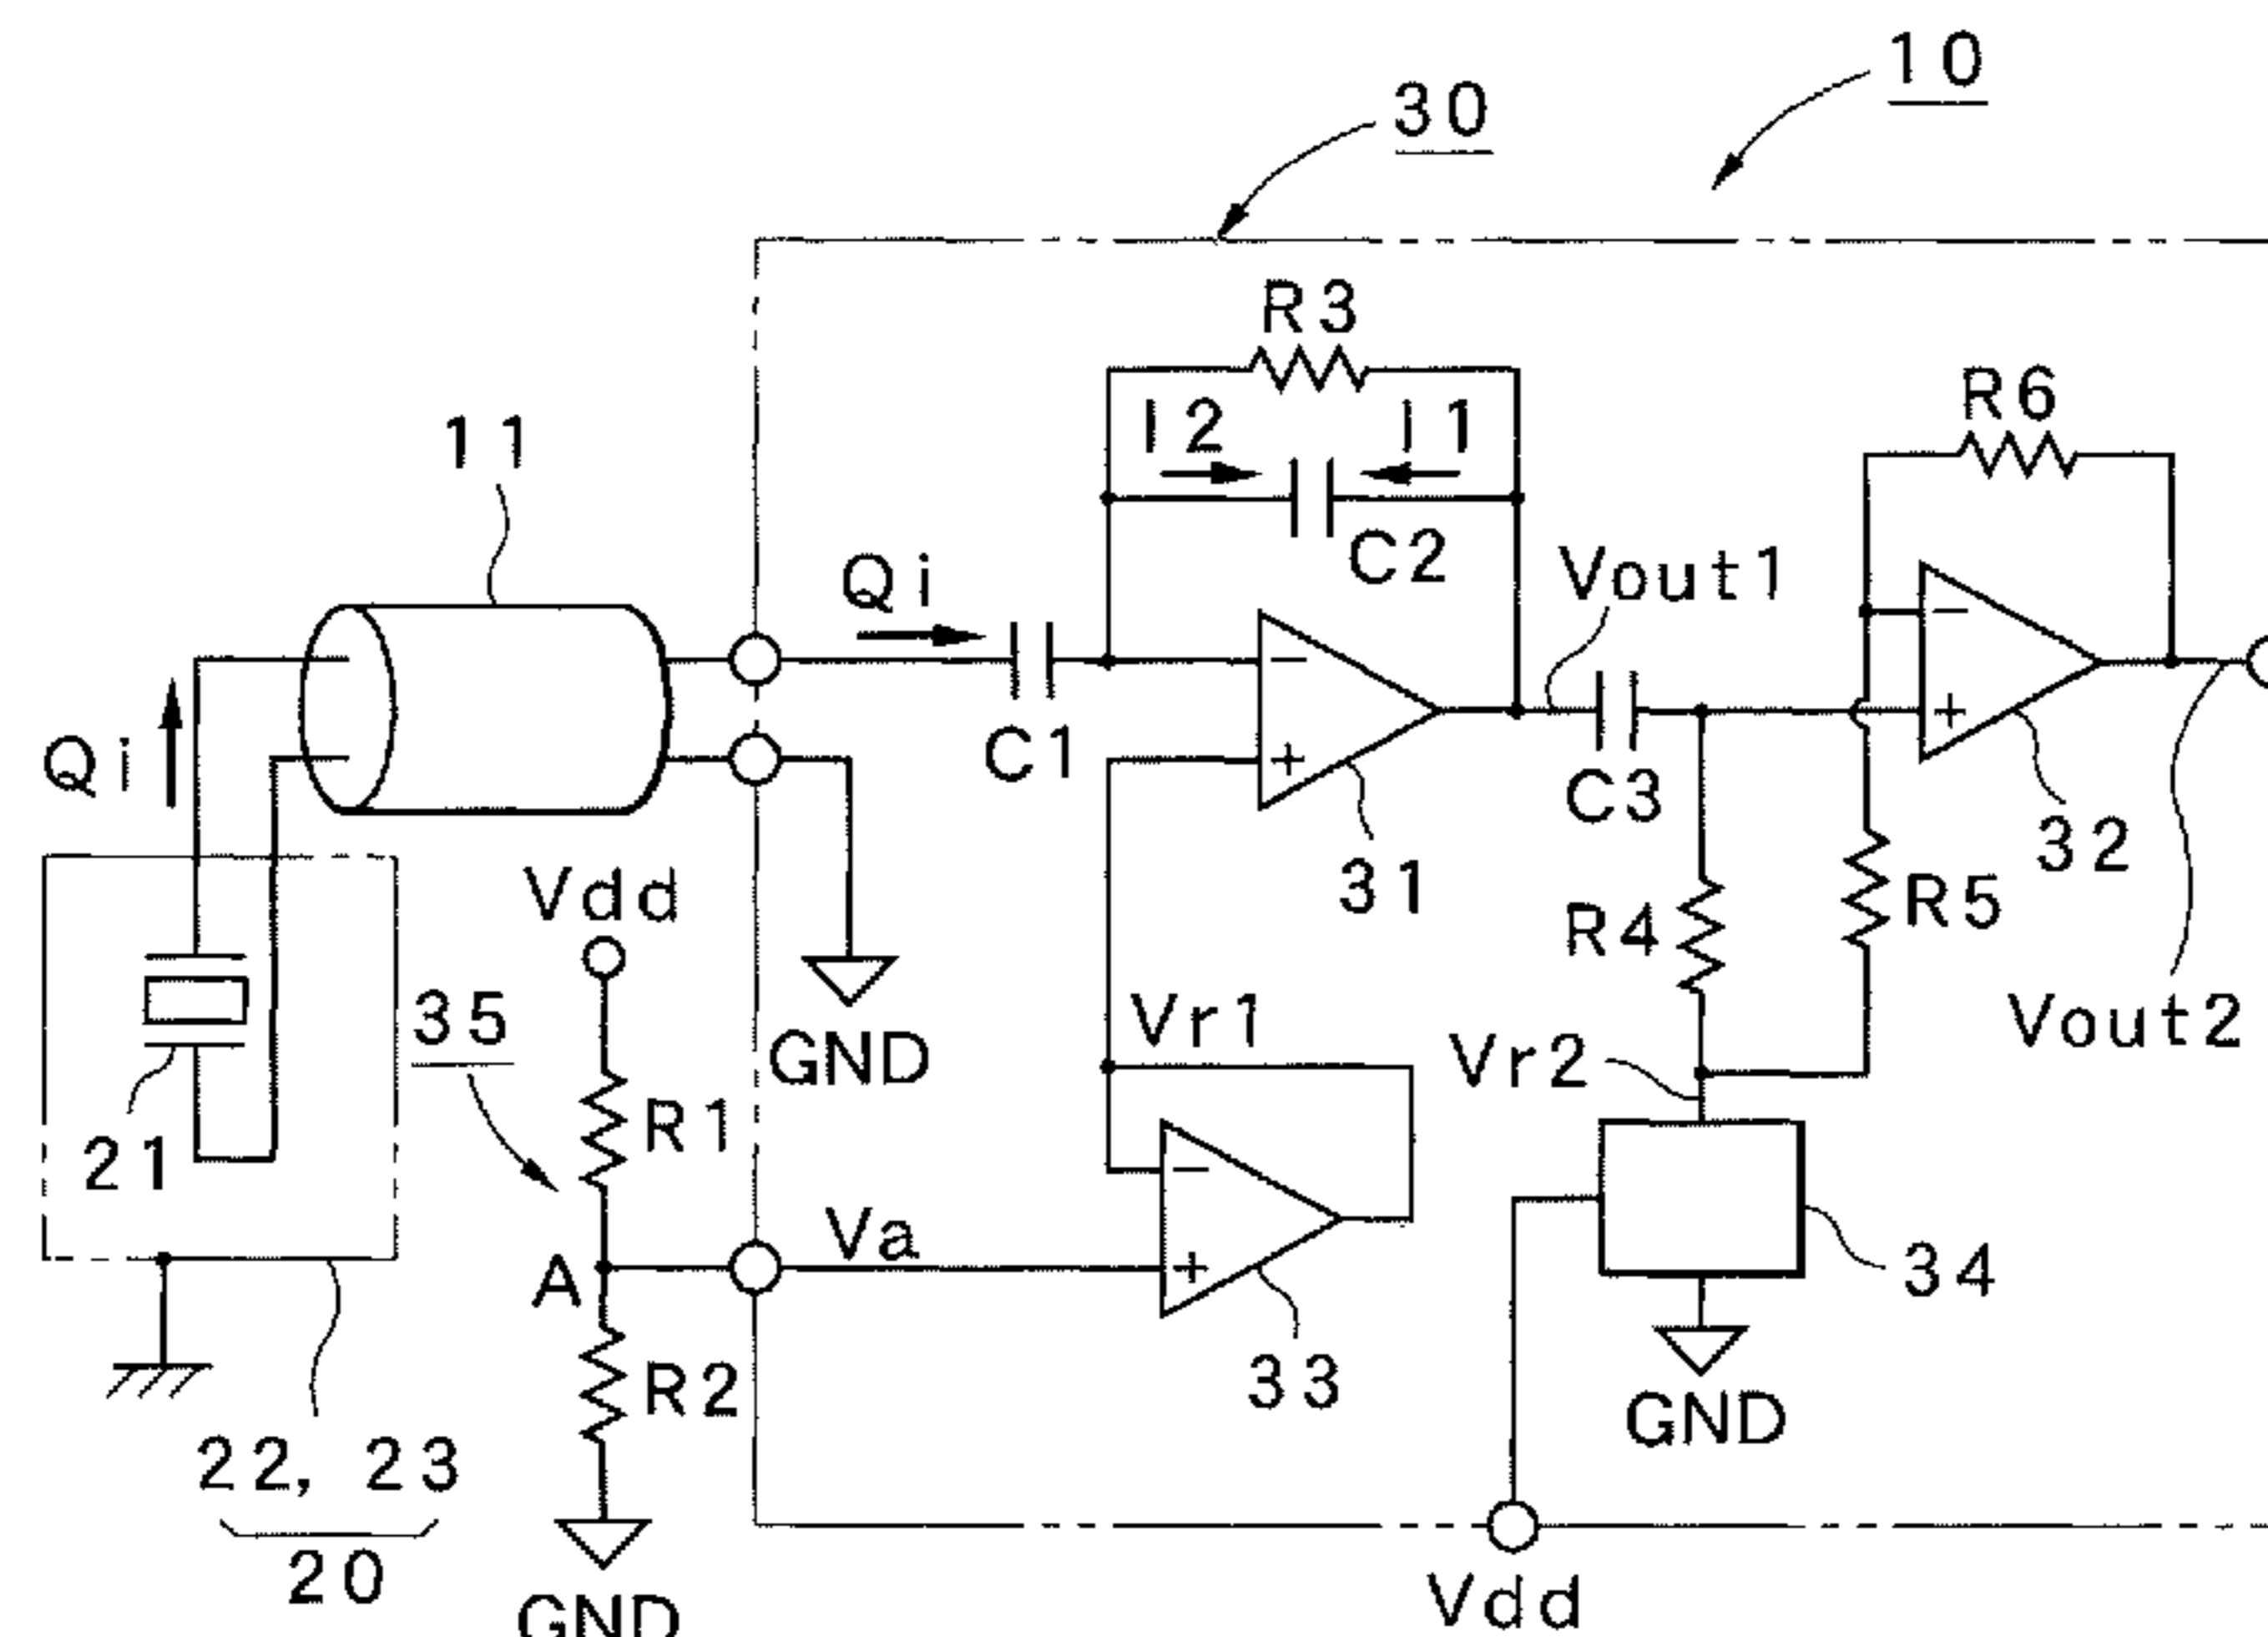 10
30
R3
R6
I2
I1
11
C2
Qi
Vout1
−
−
+
C1
+
Qi
C3
32
Vdd
31
R5
R4
35
Vr1
Vout2
GND
Vr2
R1
21
−
Va
A
+
34
R2
33
GND
22, 23
20
Vdd
GND